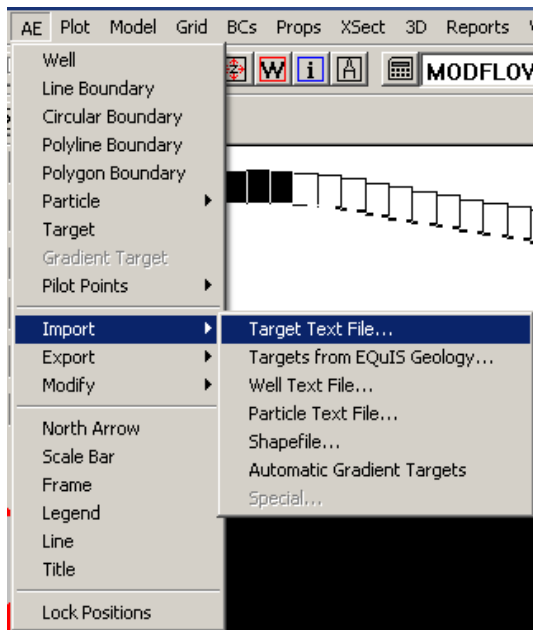 AE Plot Model Grid BCs Props XSect 3D Reports
W i A MODFLOV
Well
Line Boundary
Circular Boundary
Polyline Boundary
Polygon Boundary
Particle
Target
Gradient Target
Pilot Points
Import
Export
Modify
North Arrow
Scale Bar
Frame
Legend
Line
Title
Lock Positions
Target Text File...
Targets from EQuIS Geology...
Well Text File...
Particle Text File...
Shapefile...
Automatic Gradient Targets
Special...